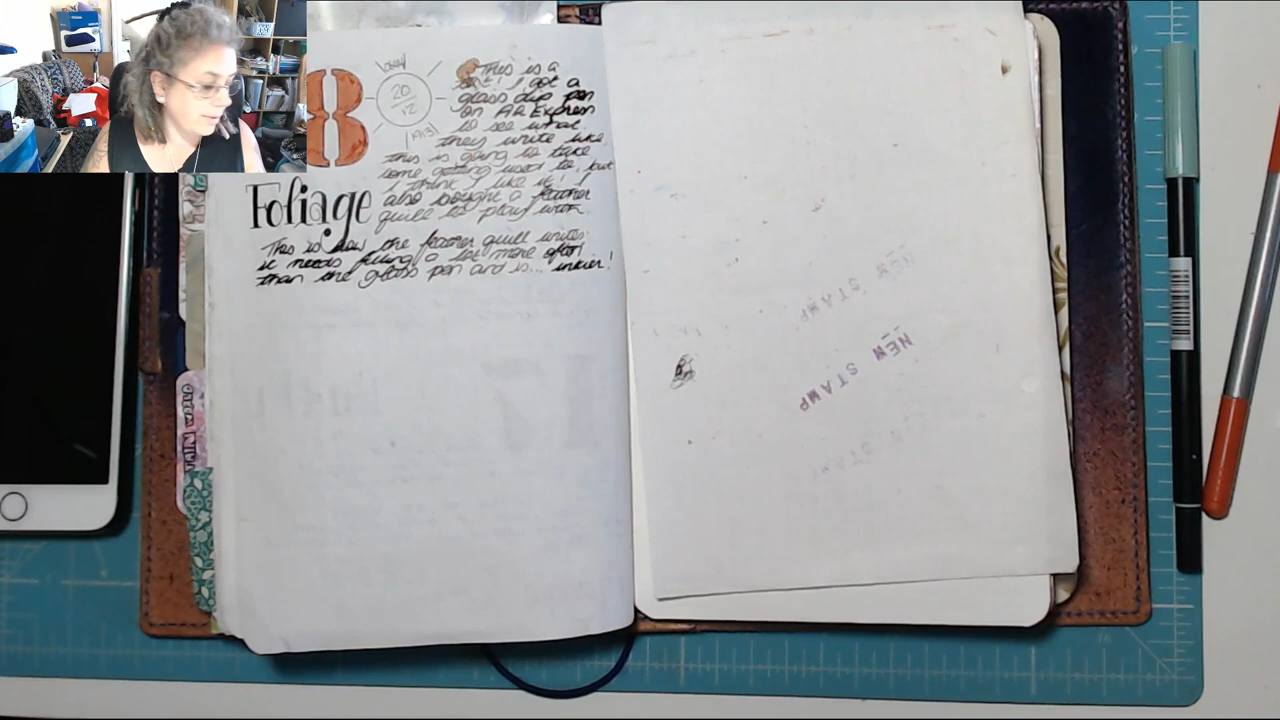 8
20
12
This is a
test! I got a
glass dip pen
on Ali Express
to see what
they write like.
this is going to take
some getting used to, but
I think I like it! I
also bought a feather
quill to play with.
Foliage
This is how the feather quill writes.
it needs filling a lot more often
than the glass pen and is... inkier!
NEW STAMP
NEW STAMP
STAMP